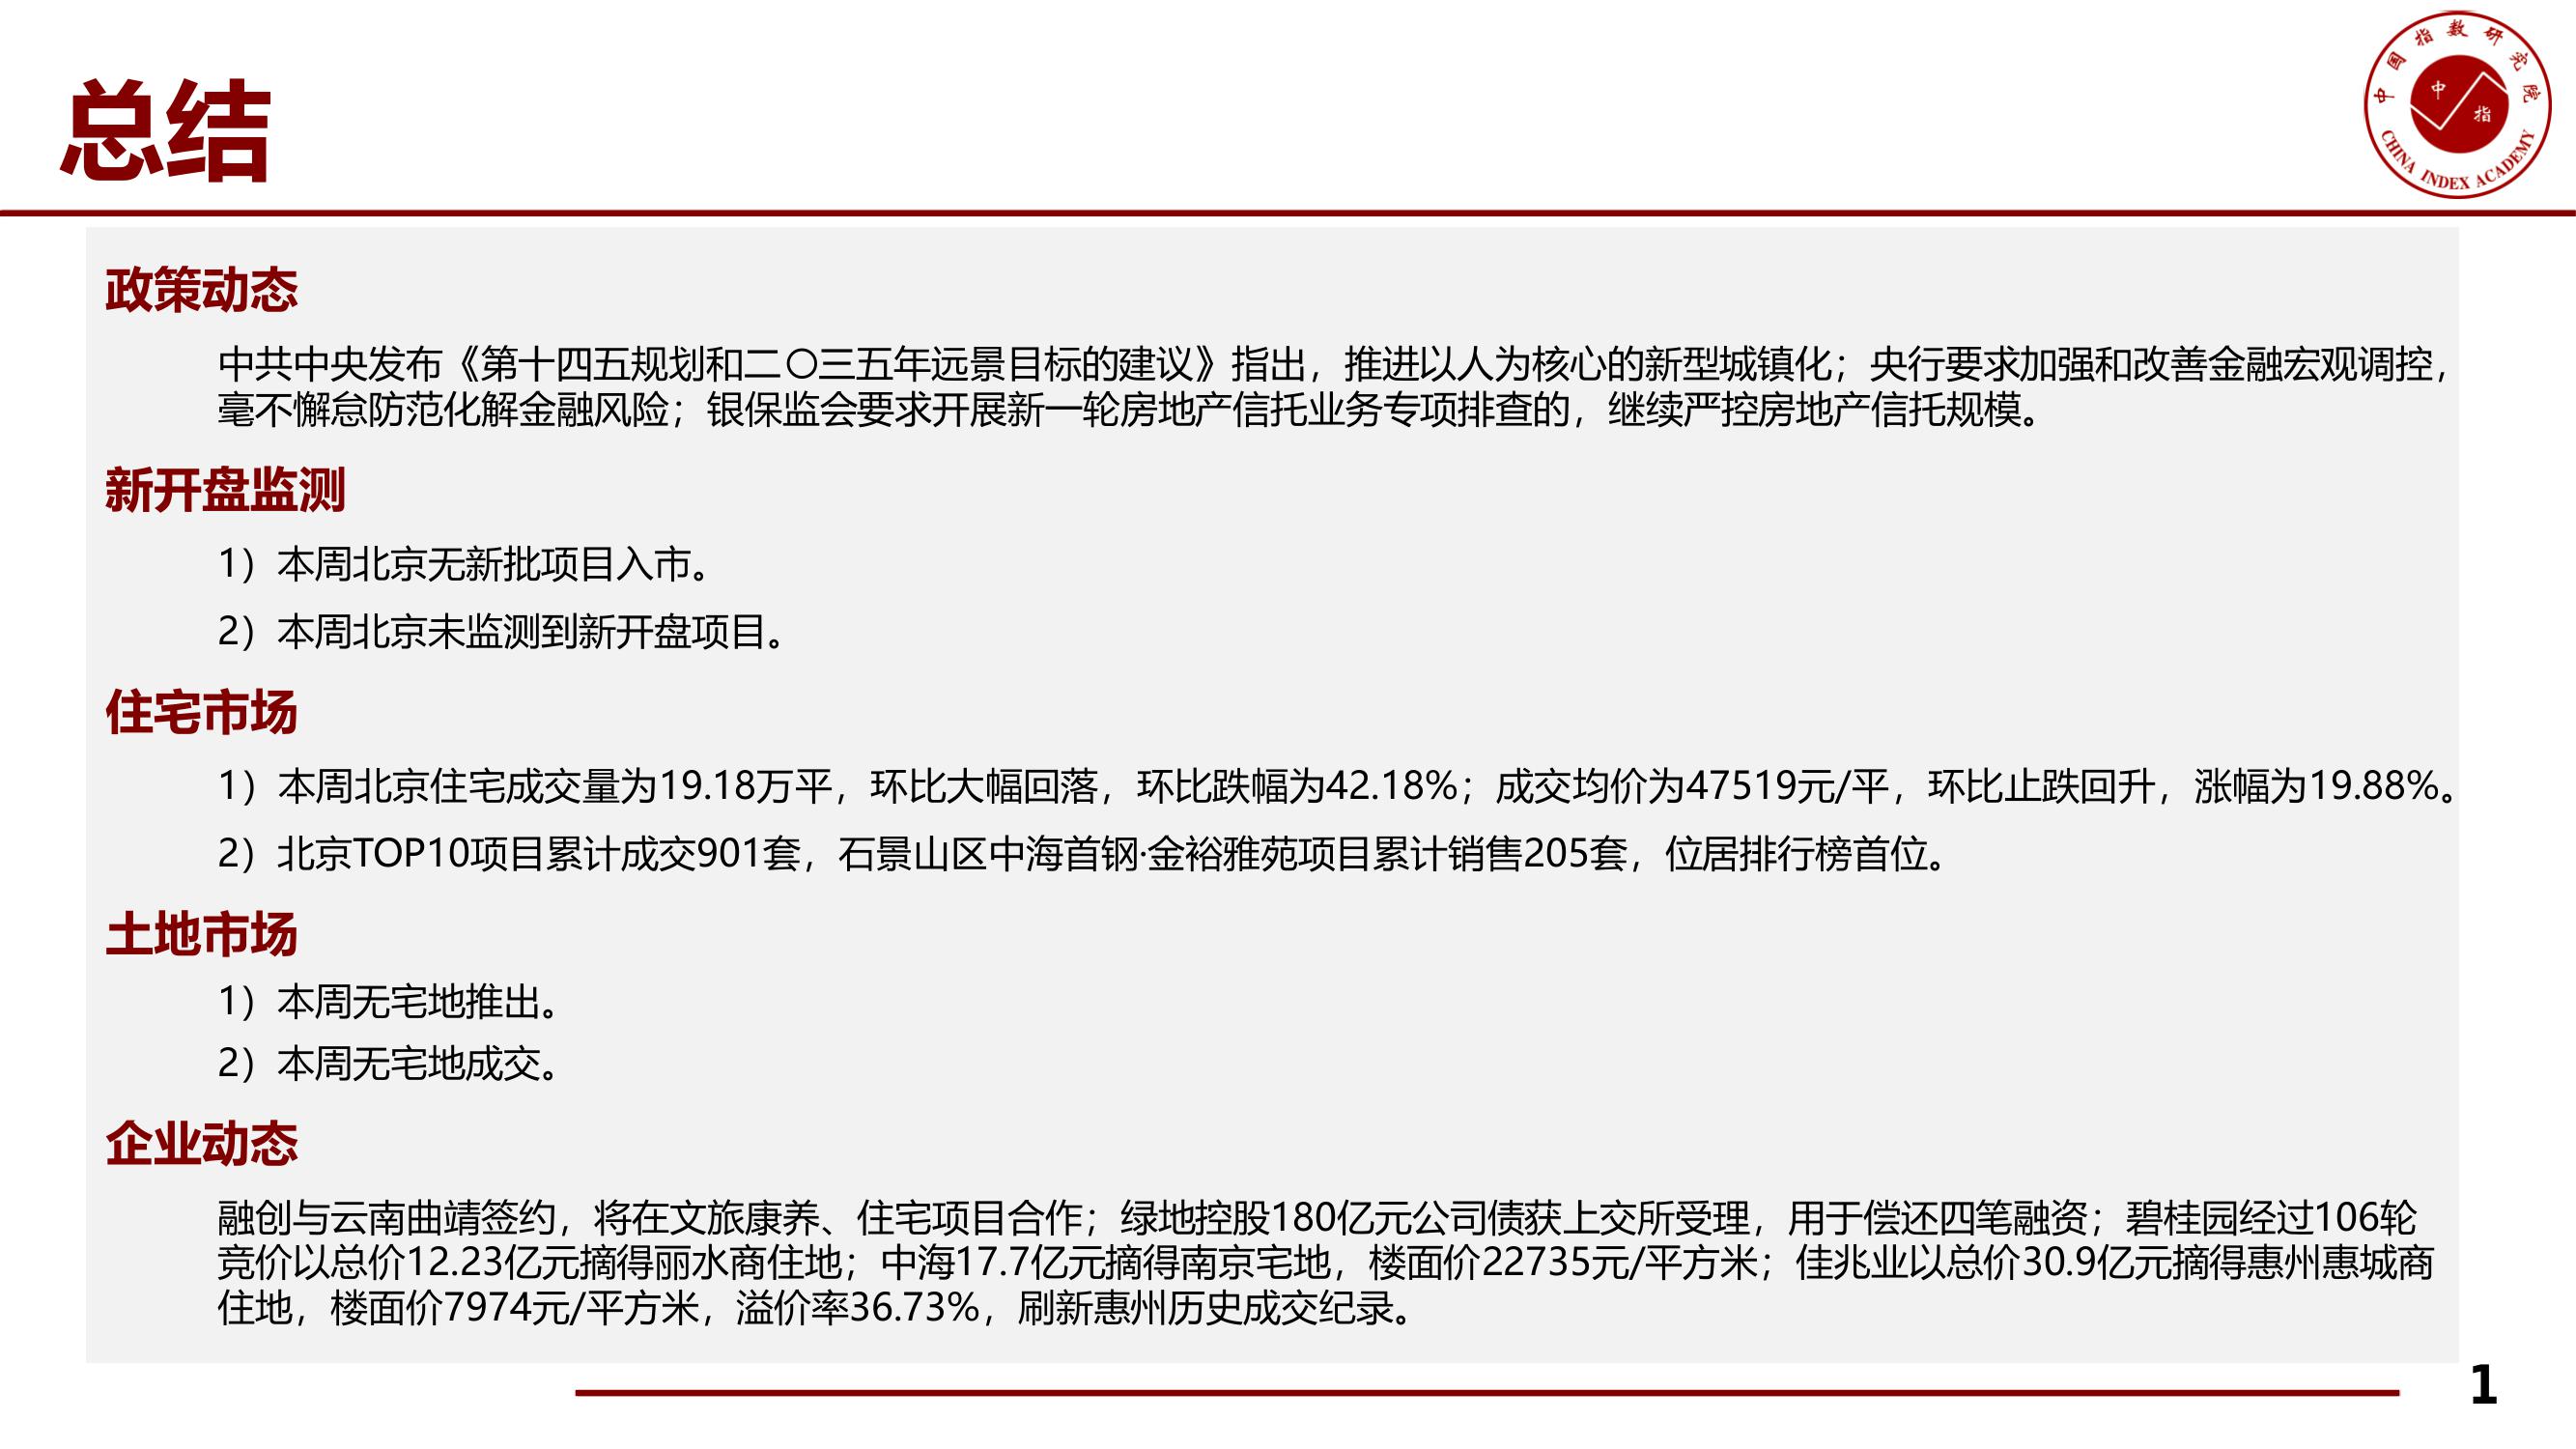 总结
中国指数研究院
中
指
CHINA INDEX ACADEMY
政策动态
中共中央发布《第十四五规划和二〇三五年远景目标的建议》指出，推进以人为核心的新型城镇化；央行要求加强和改善金融宏观调控，
毫不懈怠防范化解金融风险；银保监会要求开展新一轮房地产信托业务专项排查的，继续严控房地产信托规模。
新开盘监测
1）本周北京无新批项目入市。
2）本周北京未监测到新开盘项目。
住宅市场
1）本周北京住宅成交量为19.18万平，环比大幅回落，环比跌幅为42.18%；成交均价为47519元/平，环比止跌回升，涨幅为19.88%。
2）北京TOP10项目累计成交901套，石景山区中海首钢·金裕雅苑项目累计销售205套，位居排行榜首位。
土地市场
1）本周无宅地推出。
2）本周无宅地成交。
企业动态
融创与云南曲靖签约，将在文旅康养、住宅项目合作；绿地控股180亿元公司债获上交所受理，用于偿还四笔融资；碧桂园经过106轮
竞价以总价12.23亿元摘得丽水商住地；中海17.7亿元摘得南京宅地，楼面价22735元/平方米；佳兆业以总价30.9亿元摘得惠州惠城商
住地，楼面价7974元/平方米，溢价率36.73%，刷新惠州历史成交纪录。
1